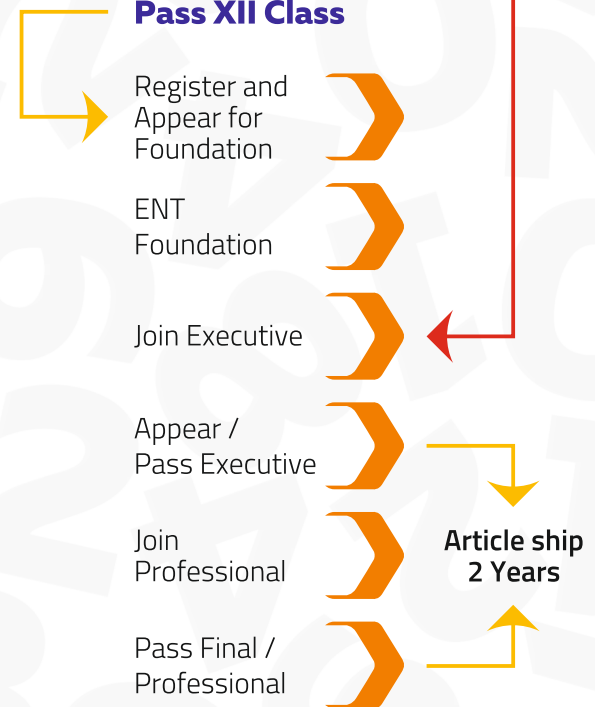 Pass XII Class
Register and
Appear for
Foundation
ENT
Foundation
Join Executive
Appear /
Pass Executive
Join
Professional
Article ship
2 Years
Pass Final /
Professional